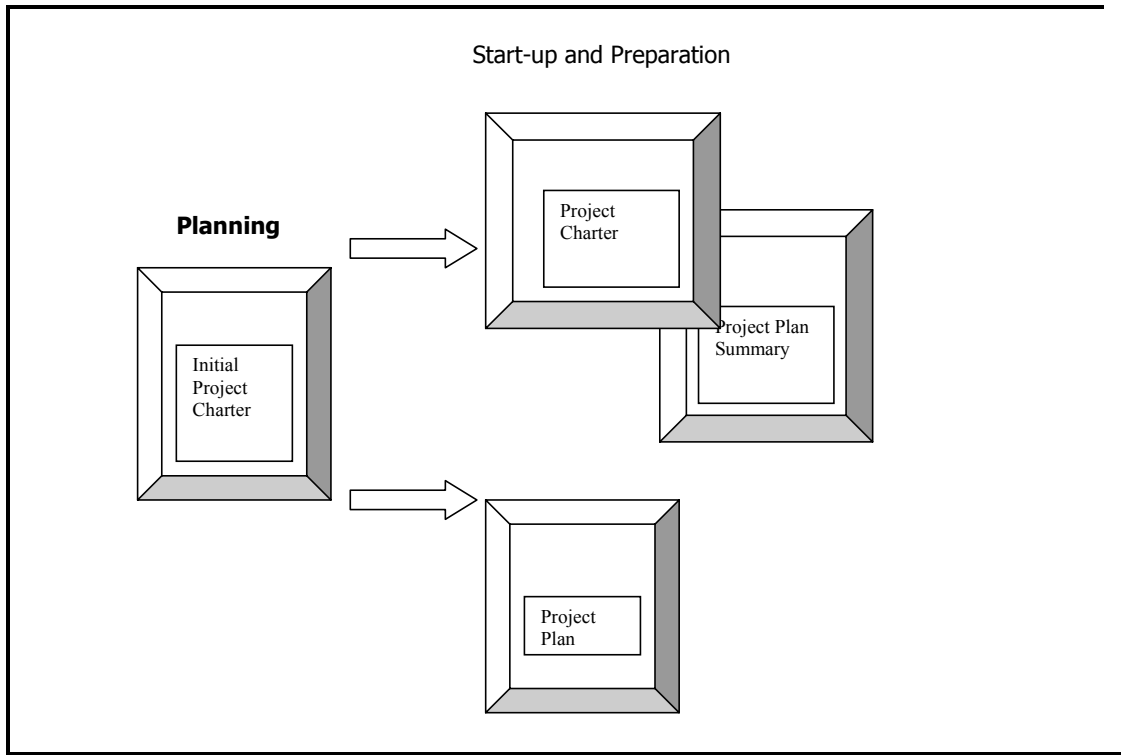 Start-up and Preparation
Planning
Project
Charter
Project Plan
Summary
Initial
Project
Charter
Project
Plan